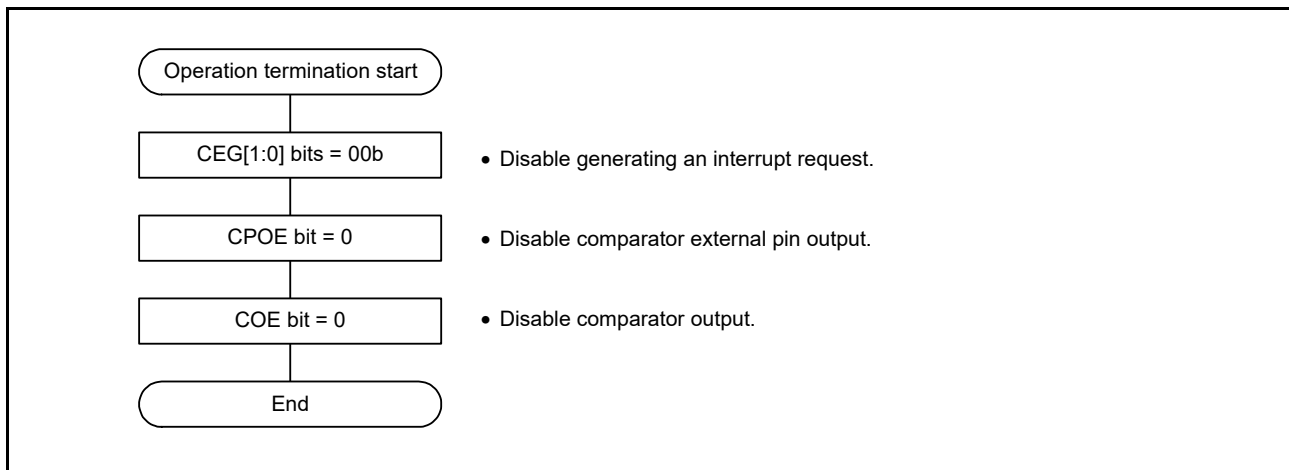 Operation termination start
CEG[1:0] bits = 00b
• Disable generating an interrupt request.
CPOE bit = 0
• Disable comparator external pin output.
COE bit = 0
• Disable comparator output.
End